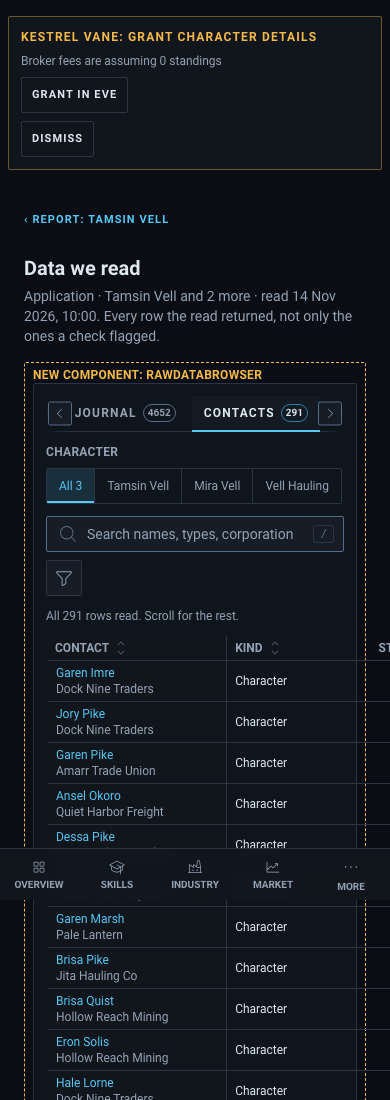 KESTREL VANE: GRANT CHARACTER DETAILS
Broker fees are assuming 0 standings
GRANT IN EVE
DISMISS
‹ REPORT: TAMSIN VELL
Data we read
Application · Tamsin Vell and 2 more · read 14 Nov
2026, 10:00. Every row the read returned, not only the
ones a check flagged.
NEW COMPONENT: RAWDATABROWSER
JOURNAL 4652 CONTACTS 291
CHARACTER
All 3 Tamsin Vell Mira Vell Vell Hauling
Search names, types, corporation /
All 291 rows read. Scroll for the rest.
CONTACT KIND ST
Garen Imre
Dock Nine Traders
Character
Jory Pike
Dock Nine Traders
Character
Garen Pike
Amarr Trade Union
Character
Ansel Okoro
Quiet Harbor Freight
Character
Dessa Pike
Character
OVERVIEW SKILLS INDUSTRY MARKET MORE
Garen Marsh
Pale Lantern
Character
Brisa Pike
Jita Hauling Co
Character
Brisa Quist
Hollow Reach Mining
Character
Eron Solis
Hollow Reach Mining
Character
Hale Lorne
Dock Nine Traders
Character